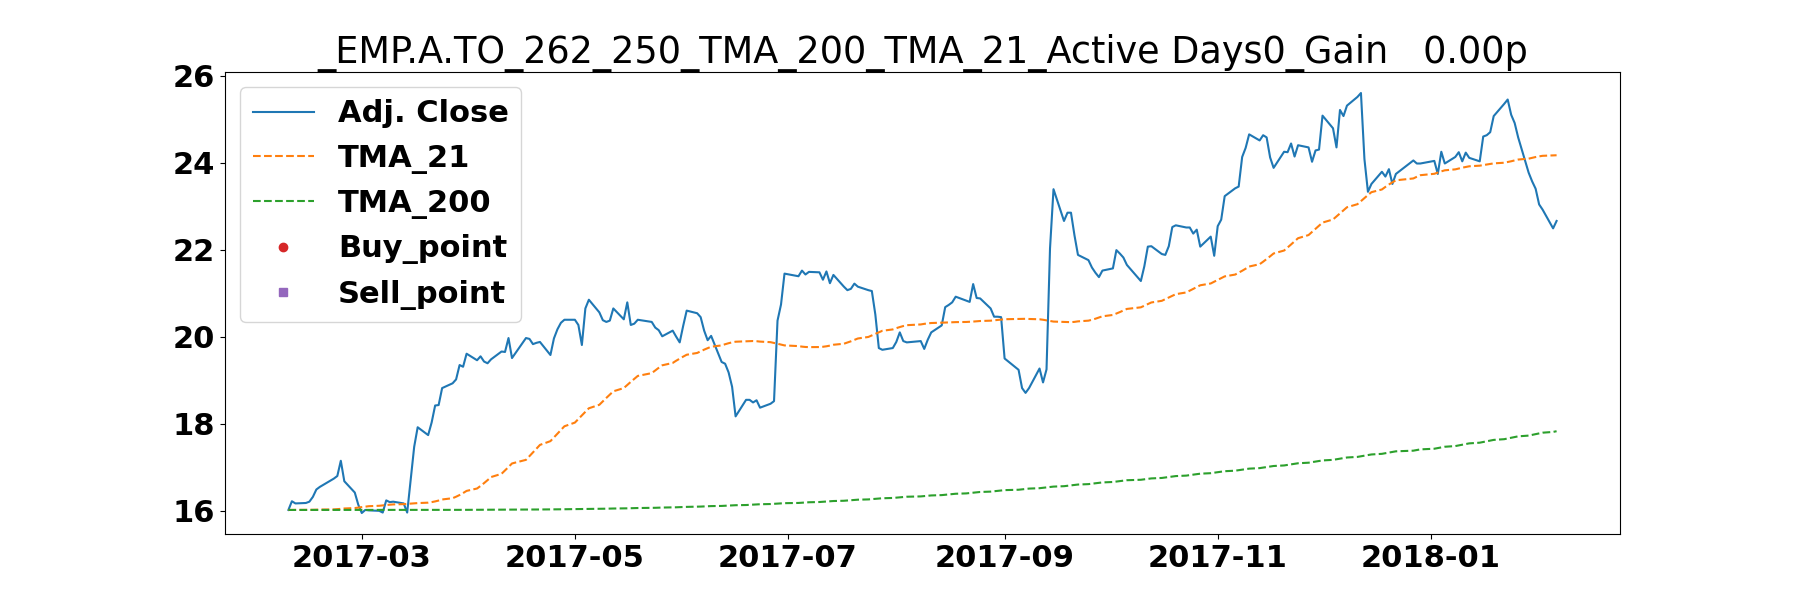 _EMP.A.TO_262_250_TMA_200_TMA_21_Active Days0_Gain   0.00p
26
24
22
20
18
16
Adj. Close
TMA_21
TMA_200
Buy_point
Sell_point
2017-03 2017-05 2017-07 2017-09 2017-11 2018-01